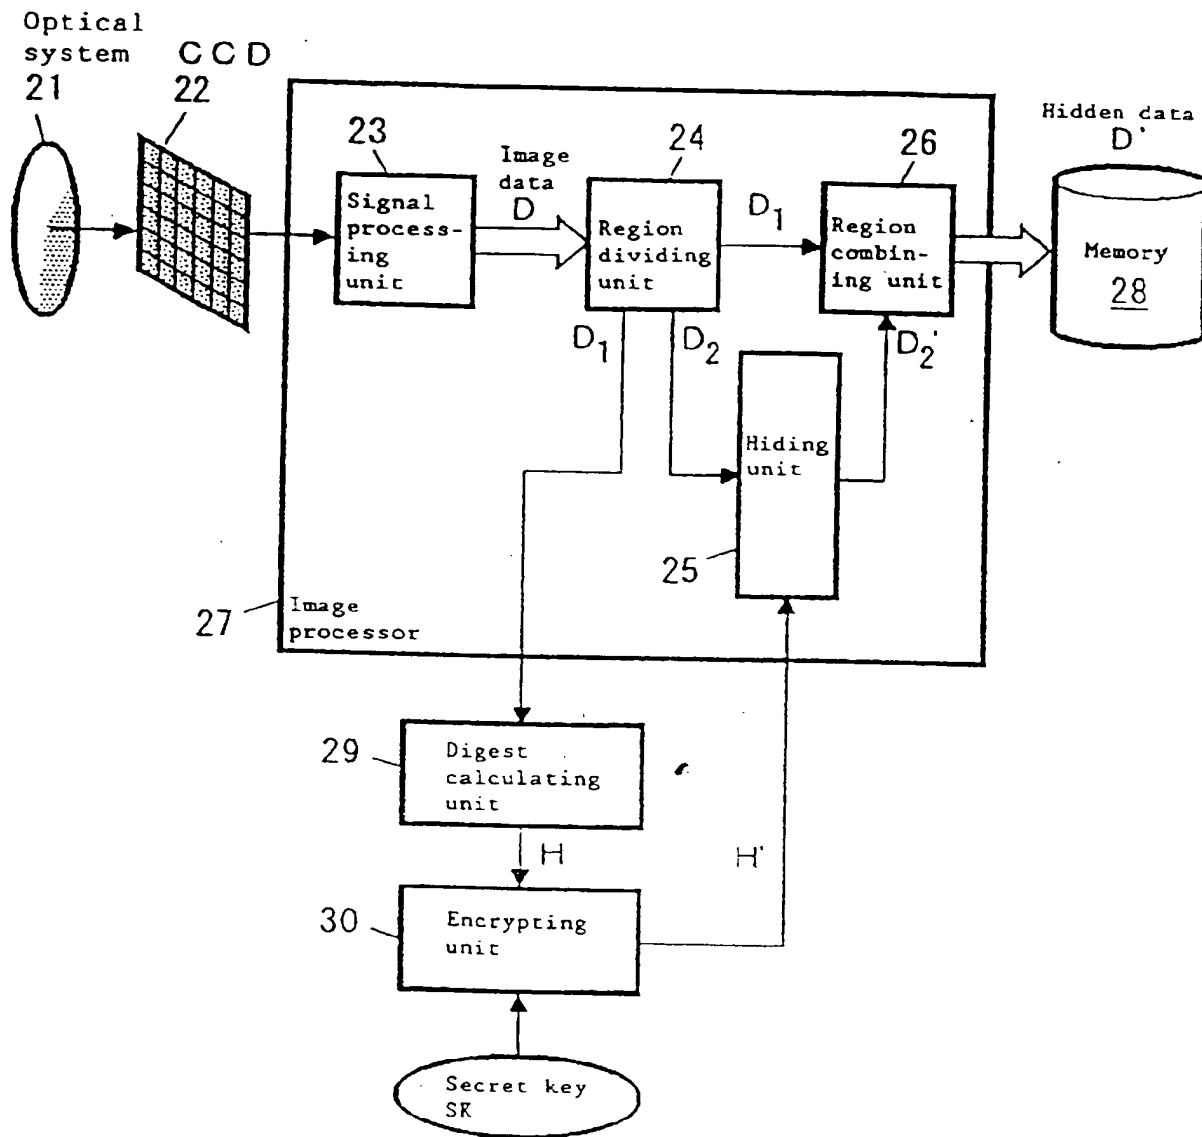 Optical
system
21
CCD
22
23
Signal
process-
ing
unit
Image
data
D
24
Region
dividing
unit
D1
26
Region
combin-
ing unit
Hidden data
D'
Memory
28
D1
D2
D2'
Hiding
unit
25
27
Image
processor
29
Digest
calculating
unit
H
H'
30
Encrypting
unit
Secret key
SK